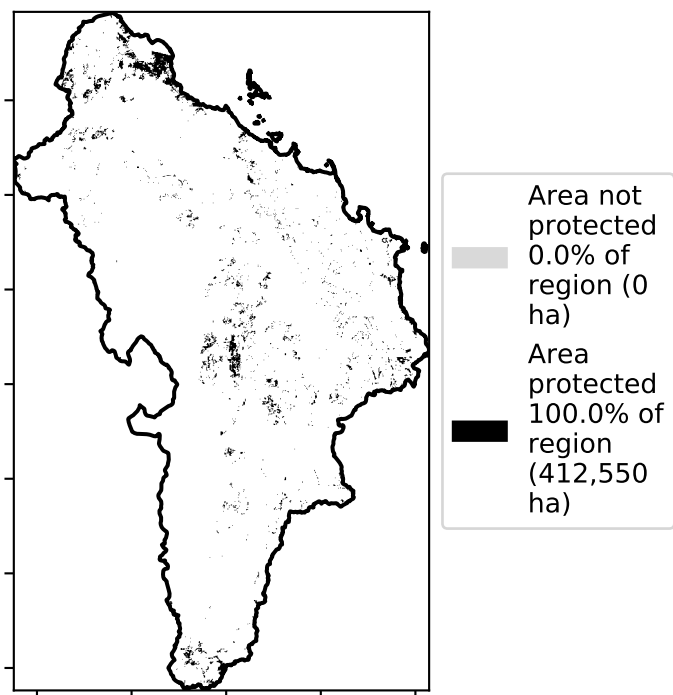 Area not
protected
0.0% of
region (0
ha)
Area
protected
100.0% of
region
(412,550
ha)